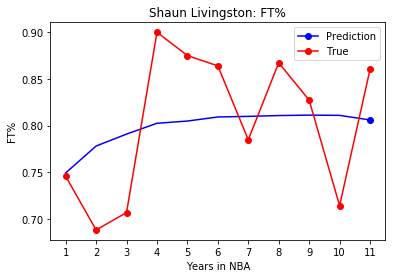 Shaun Livingston: FT%
Prediction
True
0.90
0.85
0.80
0.75
0.70
FT%
1 2 3 4 5 6 7 8 9 10 11
Years in NBA